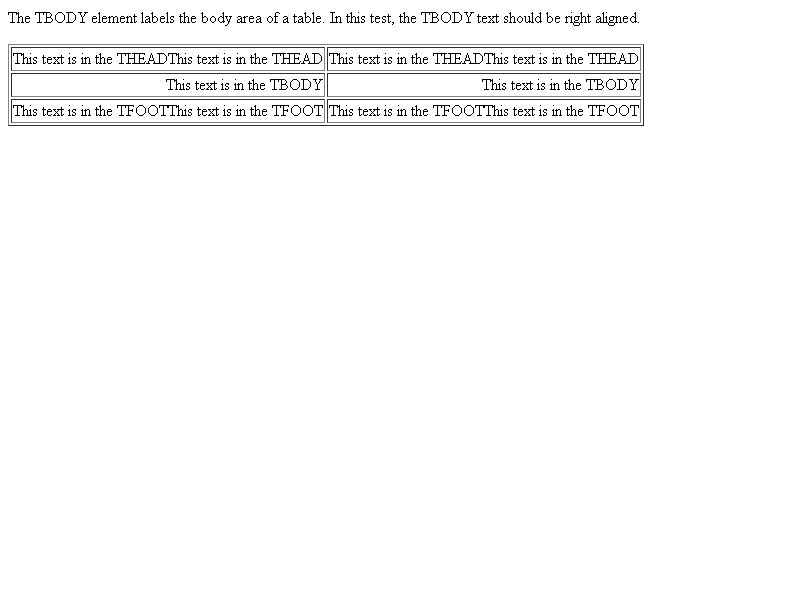 The TBODY element labels the body area of a table. In this test, the TBODY text should be right aligned.
This text is in the THEADThis text is in the THEAD This text is in the THEADThis text is in the THEAD
This text is in the TBODY This text is in the TBODY
This text is in the TFOOTThis text is in the TFOOT This text is in the TFOOTThis text is in the TFOOT